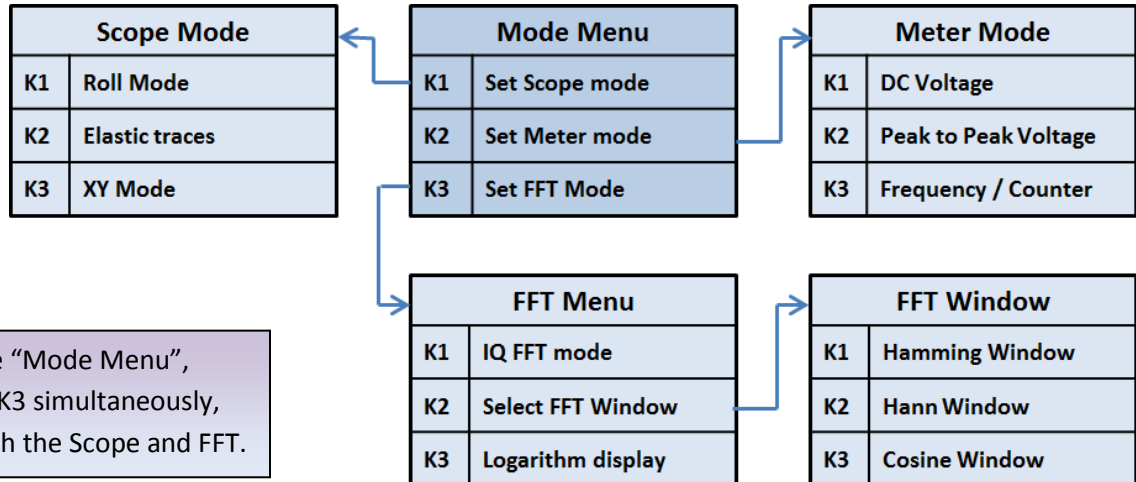 Scope Mode
K1 Roll Mode
K2 Elastic traces
K3 XY Mode
Mode Menu
K1 Set Scope mode
K2 Set Meter mode
K3 Set FFT Mode
Meter Mode
K1 DC Voltage
K2 Peak to Peak Voltage
K3 Frequency / Counter
“Mode Menu”,
K3 simultaneously,
the Scope and FFT.
FFT Menu
K1 IQ FFT mode
K2 Select FFT Window
K3 Logarithm display
FFT Window
K1 Hamming Window
K2 Hann Window
K3 Cosine Window